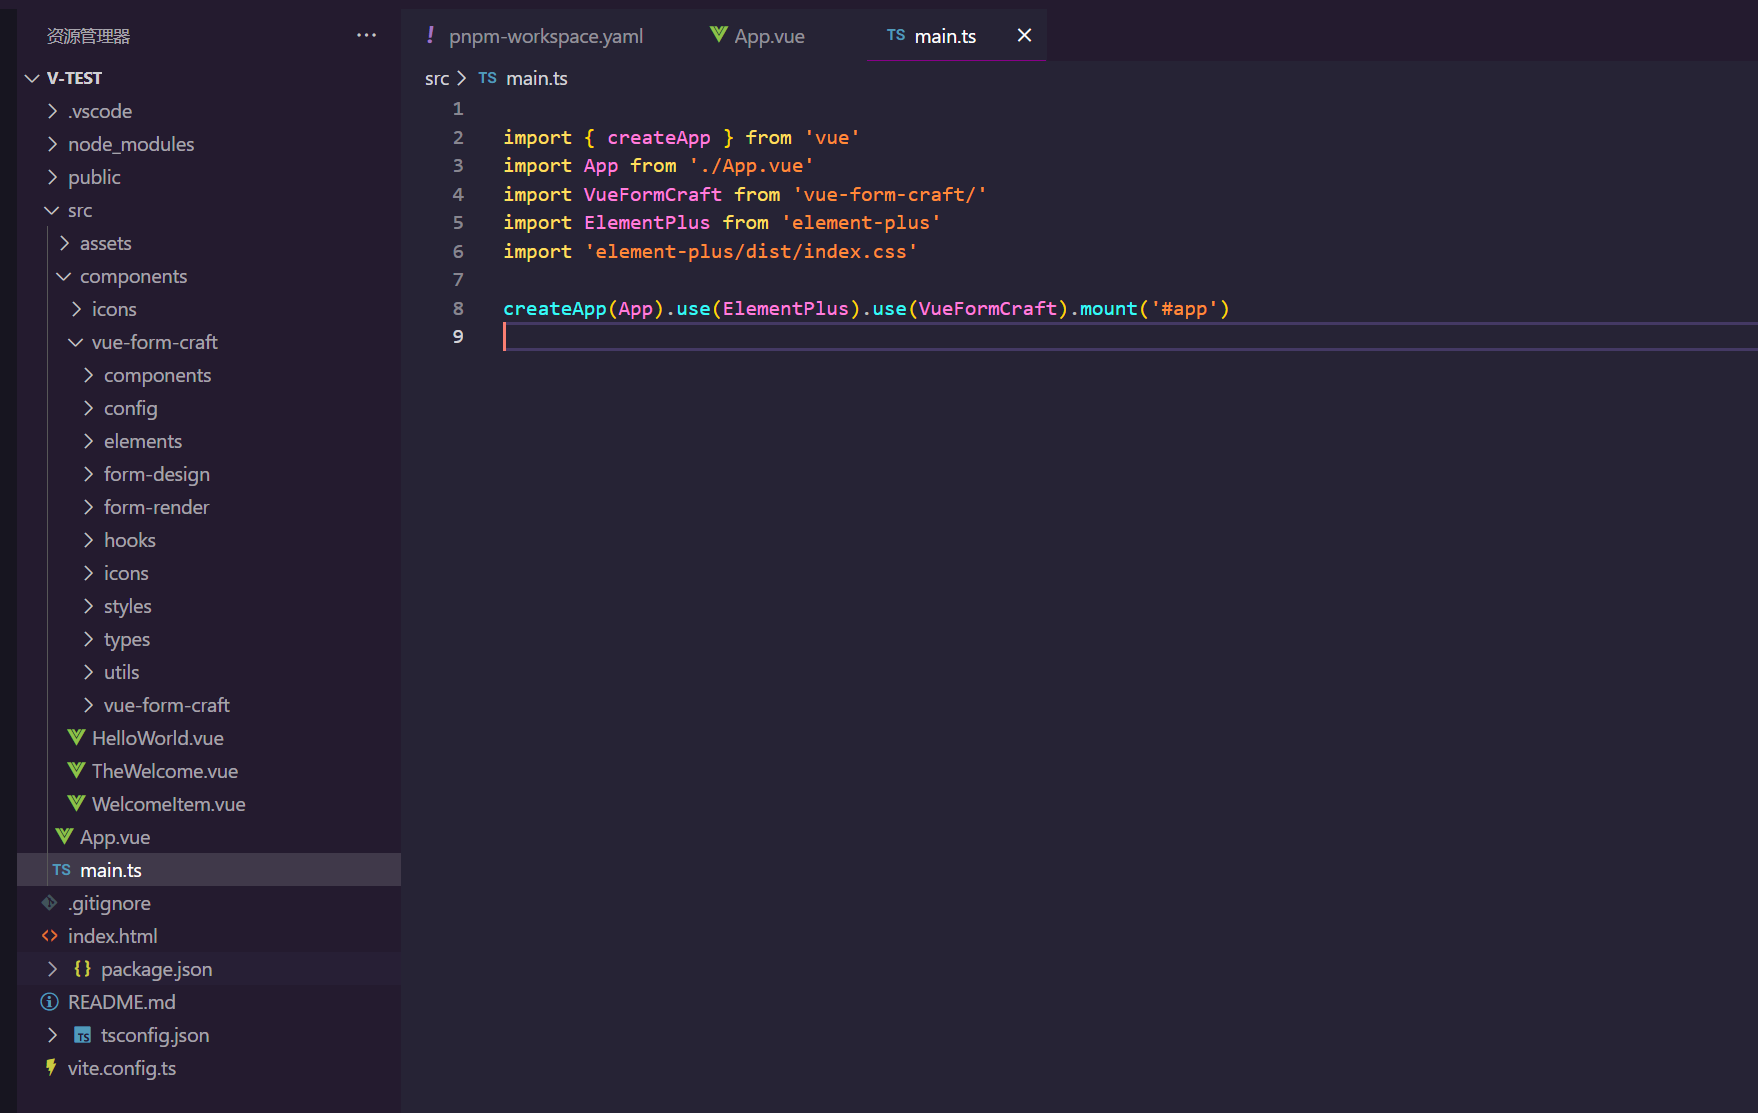 资源管理器 ···
V-TEST
.vscode
node_modules
public
src
assets
components
icons
vue-form-craft
components
config
elements
form-design
form-render
hooks
icons
styles
types
utils
vue-form-craft
HelloWorld.vue
TheWelcome.vue
WelcomeItem.vue
App.vue
TS main.ts
.gitignore
<> index.html
{} package.json
README.md
TS tsconfig.json
vite.config.ts
! pnpm-workspace.yaml App.vue TS main.ts ×
src > TS main.ts
1
2 import { createApp } from 'vue'
3 import App from './App.vue'
4 import VueFormCraft from 'vue-form-craft/'
5 import ElementPlus from 'element-plus'
6 import 'element-plus/dist/index.css'
7
8 createApp(App).use(ElementPlus).use(VueFormCraft).mount('#app')
9